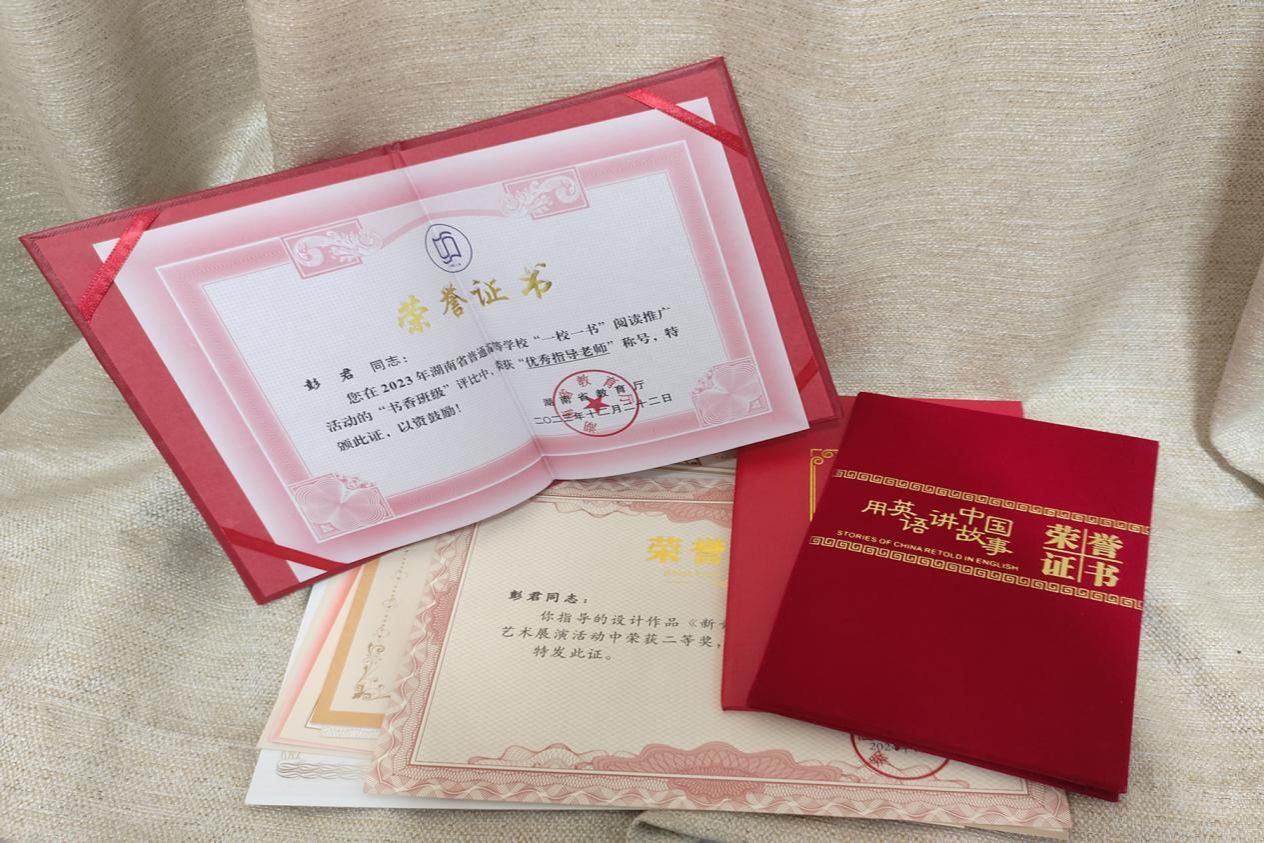 荣誉证书
彭 君 同志：
您在 2023 年湖南省普通高等学校“一校一书”阅读推广
活动的“书香班级”评比中，荣获“优秀指导老师”称号，特
颁此证，以资鼓励！
湖南省教育厅
二〇二三年十二月二十二日
荣誉
彭君同志：
你指导的设计作品《新
艺术展演活动中荣获二等奖，
特发此证。
用英语讲中国故事
STORIES OF CHINA RETOLD IN ENGLISH
荣誉
证书